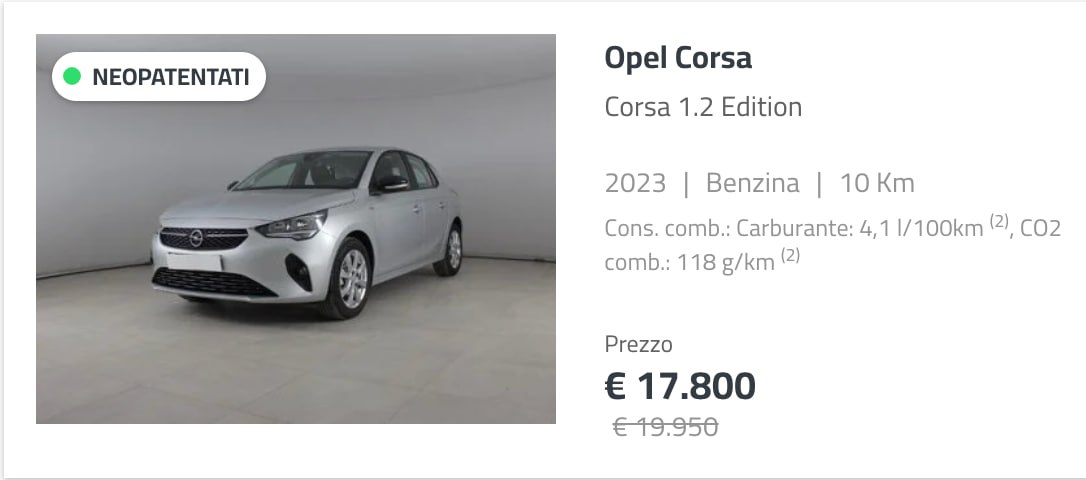 NEOPATENTATI
Opel Corsa
Corsa 1.2 Edition
2023 | Benzina | 10 Km
Cons. comb.: Carburante: 4,1 l/100km (2), CO2
comb.: 118 g/km (2)
Prezzo
€ 17.800
€ 19.950